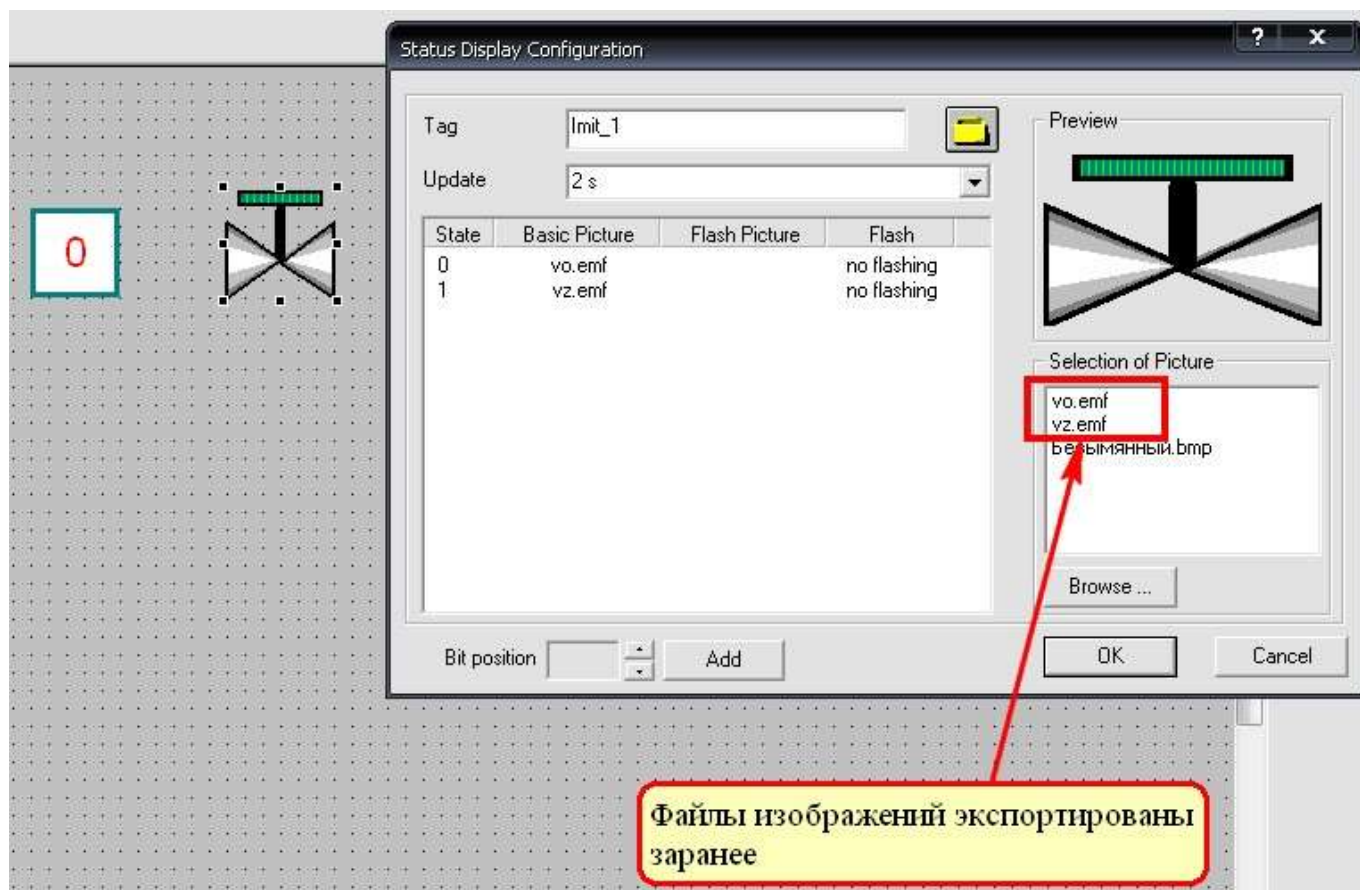 Status Display Configuration
? x
0
Tag Imit_1
Update 2 s
State Basic Picture Flash Picture Flash
0 vo.emf no flashing
1 vz.emf no flashing
Preview
Selection of Picture
vo.emf
vz.emf
Безымянный.bmp
Browse ...
Bit position Add
OK Cancel
Файлы изображений экспортированы
заранее